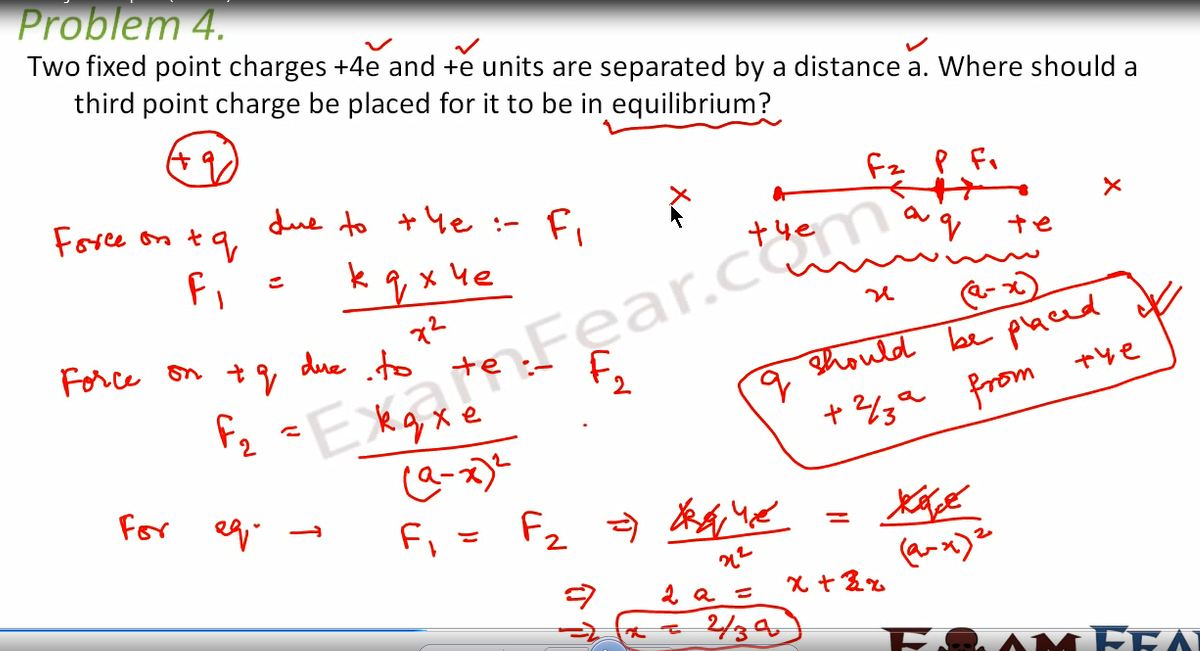 Problem 4.
Two fixed point charges +4e and +e units are separated by a distance a. Where should a
third point charge be placed for it to be in equilibrium?
+q
F₂ P F₁
× ×
+4e a q +e
x (a-x)
Force on +q due to +4e :- F₁
F₁ = k q × 4e
x²
Force on +q due to +e :- F₂
F₂ = k q × e
(a-x)²
q should be placed
+ 2/3 a from +4e
For eq. → F₁ = F₂ ⇒ kq 4e = kqe
x² (a-x)²
⇒ 2a = x + 2x
⇒ x = 2/3 a
ExamFear.com